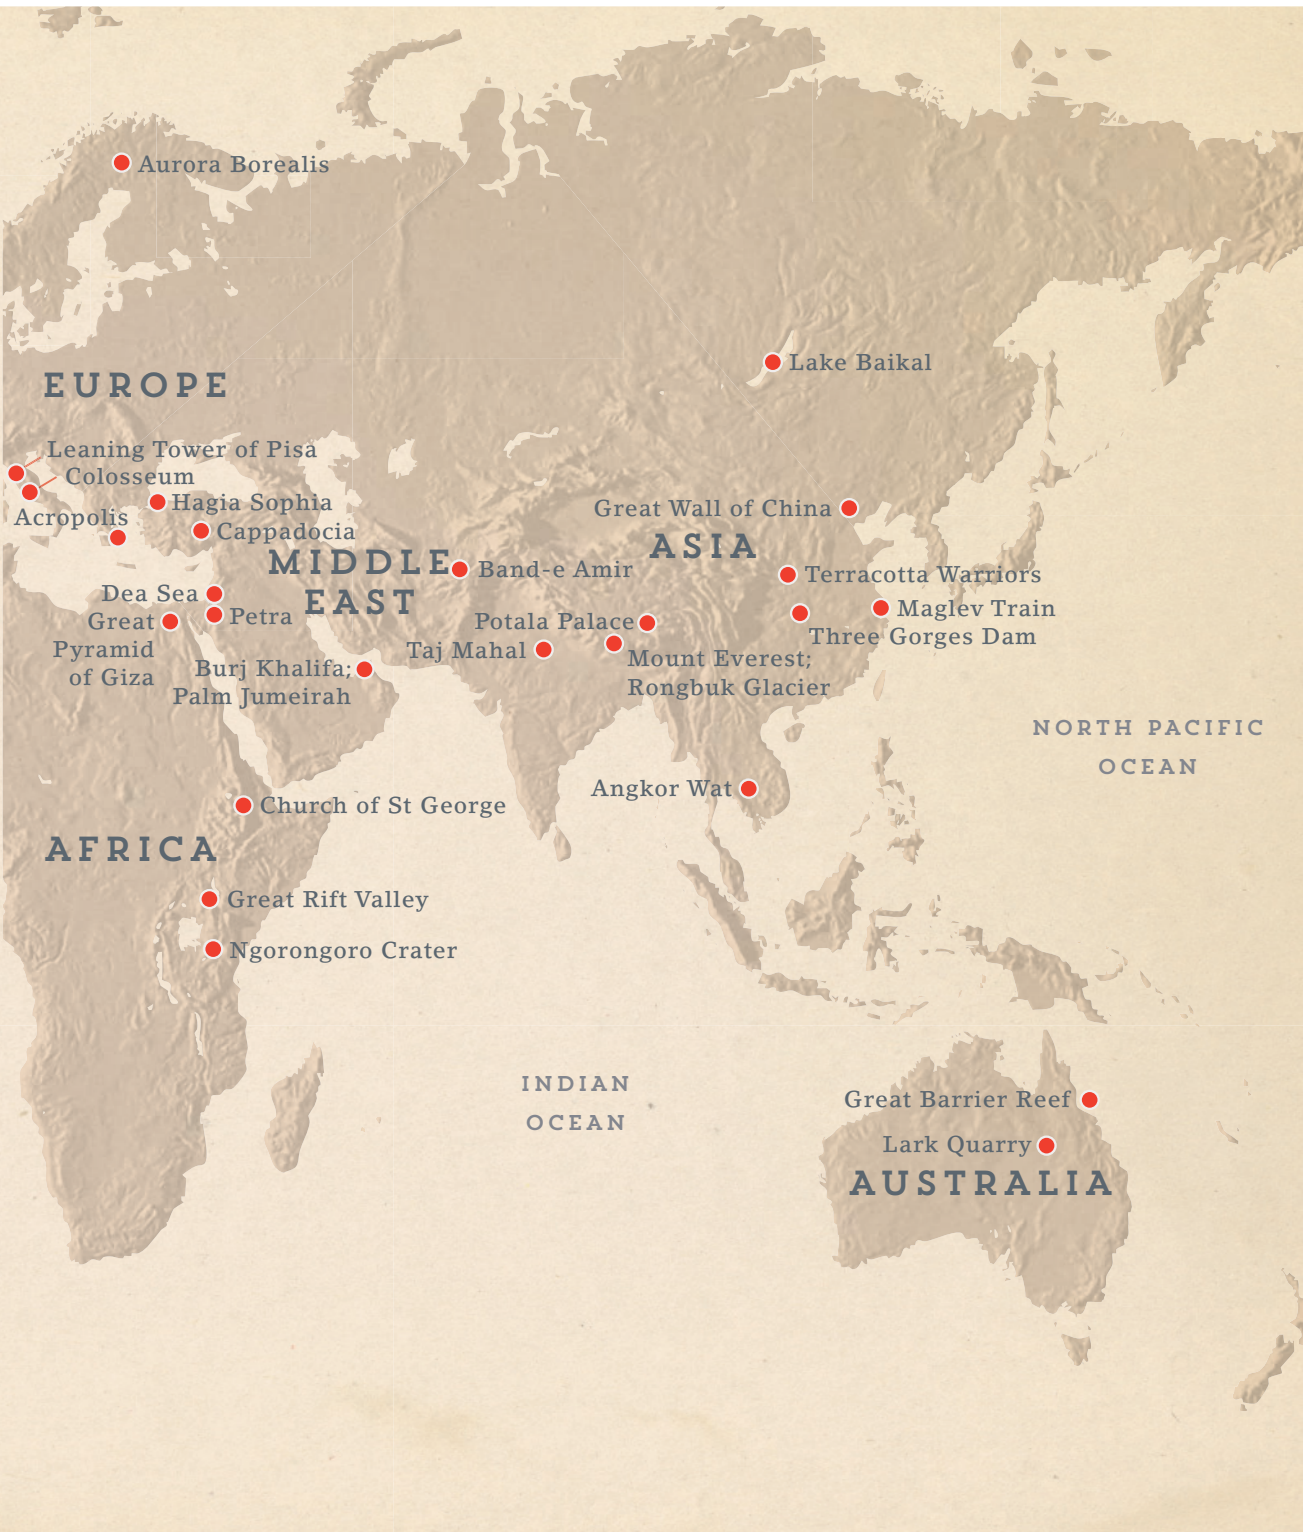 Aurora Borealis
Lake Baikal
EUROPE
Leaning Tower of Pisa
Colosseum
Hagia Sophia
Acropolis
Cappadocia
Great Wall of China
ASIA
MIDDLE
EAST
Band-e Amir
Terracotta Warriors
Dea Sea
Petra
Great
Pyramid
of Giza
Potala Palace
Maglev Train
Three Gorges Dam
Taj Mahal
Mount Everest;
Rongbuk Glacier
Burj Khalifa;
Palm Jumeirah
NORTH PACIFIC
OCEAN
Angkor Wat
Church of St George
AFRICA
Great Rift Valley
Ngorongoro Crater
INDIAN
OCEAN
Great Barrier Reef
Lark Quarry
AUSTRALIA